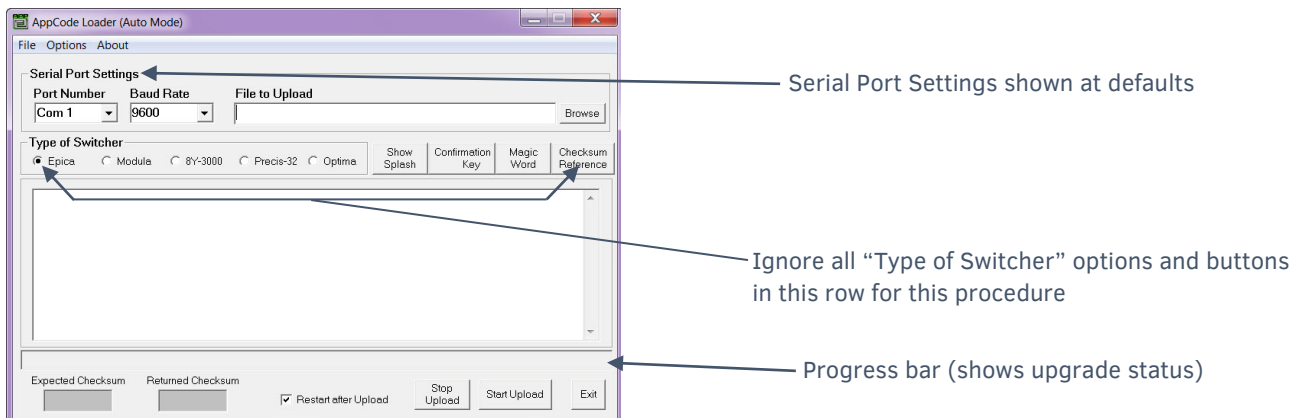 AppCode Loader (Auto Mode)
File Options About
Serial Port Settings
Serial Port Settings shown at defaults
Port Number Baud Rate File to Upload
Com 1 9600 Browse
Type of Switcher
Epica Modula 8Y-3000 Precis-32 Optima
Show Splash Confirmation Key Magic Word Checksum Reference
Ignore all “Type of Switcher” options and buttons
in this row for this procedure
Progress bar (shows upgrade status)
Expected Checksum Returned Checksum
Restart after Upload Stop Upload Start Upload Exit